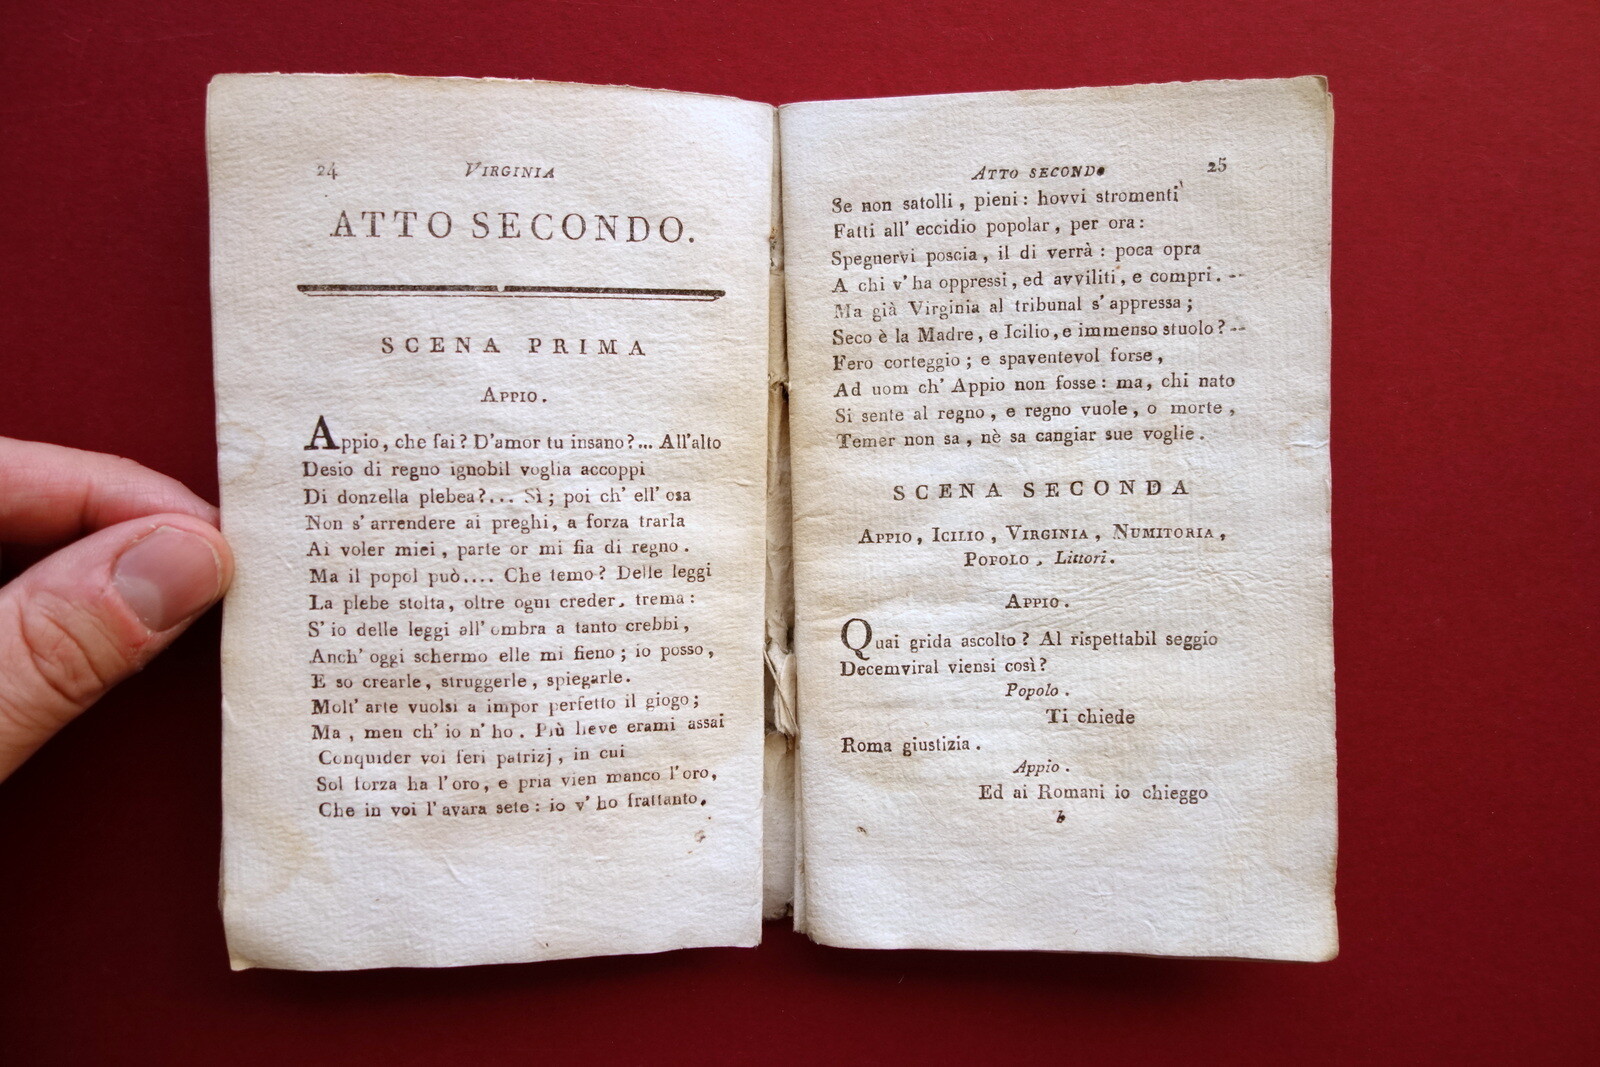 24 VIRGINIA
ATTO SECONDO.
SCENA PRIMA
APPIO.
Appio, che fai? D'amor tu insano?... All'alto
Desio di regno ignobil voglia accoppi
Di donzella plebea?... Sì; poi ch' ell' osa
Non s' arrendere ai preghi, a forza trarla
Ai voler miei, parte or mi fia di regno.
Ma il popol può.... Che temo? Delle leggi
La plebe stolta, oltre ogni creder, trema:
S' io delle leggi all' ombra a tanto crebbi,
Anch' oggi schermo elle mi fieno; io posso,
E so crearle, struggerle, spiegarle.
Molt' arte vuolsi a impor perfetto il giogo;
Ma, men ch' io n' ho. Più lieve erami assai
Conquider voi feri patrizj, in cui
Sol forza ha l'oro, e pria vien manco l'oro,
Che in voi l' avara sete: io v' ho frattanto,
ATTO SECONDO 25
Se non satolli, pieni: hovvi stromenti
Fatti all' eccidio popolar, per ora:
Spegnervi poscia, il di verrà: poca opra
A chi v' ha oppressi, ed avviliti, e compri. --
Ma già Virginia al tribunal s' appressa;
Seco è la Madre, e Icilio, e immenso stuolo? --
Fero corteggio; e spaventevol forse,
Ad uom ch' Appio non fosse: ma, chi nato
Si sente al regno, e regno vuole, o morte,
Temer non sa, nè sa cangiar sue voglie.
SCENA SECONDA
APPIO, ICILIO, VIRGINIA, NUMITORIA,
POPOLO, Littori.
APPIO.
Quai grida ascolto? Al rispettabil seggio
Decemviral viensi così?
Popolo.
Ti chiede
Roma giustizia.
Appio.
Ed ai Romani io chieggo
b